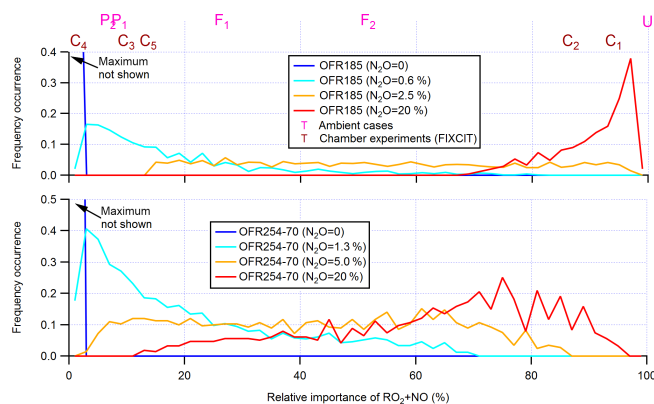 P₂ P₁ F₁ F₂ U
C₄ C₃ C₅ C₂ C₁
0.4
0.3
0.2
0.1
0.0
Frequency occurrence
Maximum
not shown
OFR185 (N₂O=0)
OFR185 (N₂O=0.6 %)
OFR185 (N₂O=2.5 %)
OFR185 (N₂O=20 %)
T Ambient cases
T Chamber experiments (FIXCIT)
0.5
0.4
0.3
0.2
0.1
0.0
Frequency occurrence
Maximum
not shown
OFR254-70 (N₂O=0)
OFR254-70 (N₂O=1.3 %)
OFR254-70 (N₂O=5.0 %)
OFR254-70 (N₂O=20 %)
0 20 40 60 80 100
Relative importance of RO₂+NO (%)